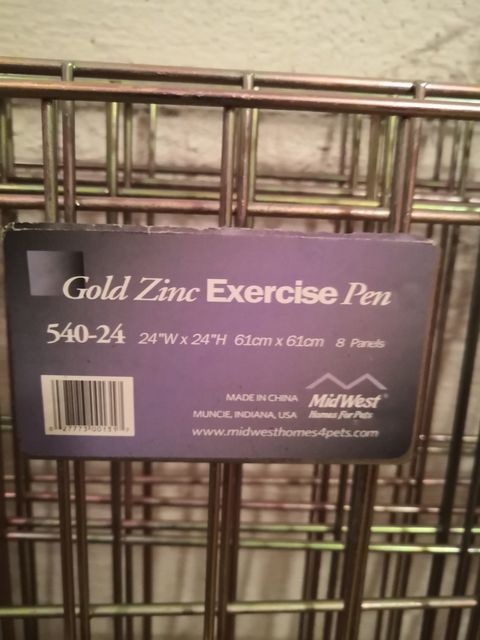 Gold Zinc Exercise Pen
540-24 24"W x 24"H 61cm x 61cm 8 Panels
MADE IN CHINA
MUNCIE, INDIANA, USA
MidWest®
Homes For Pets
www.midwesthomes4pets.com